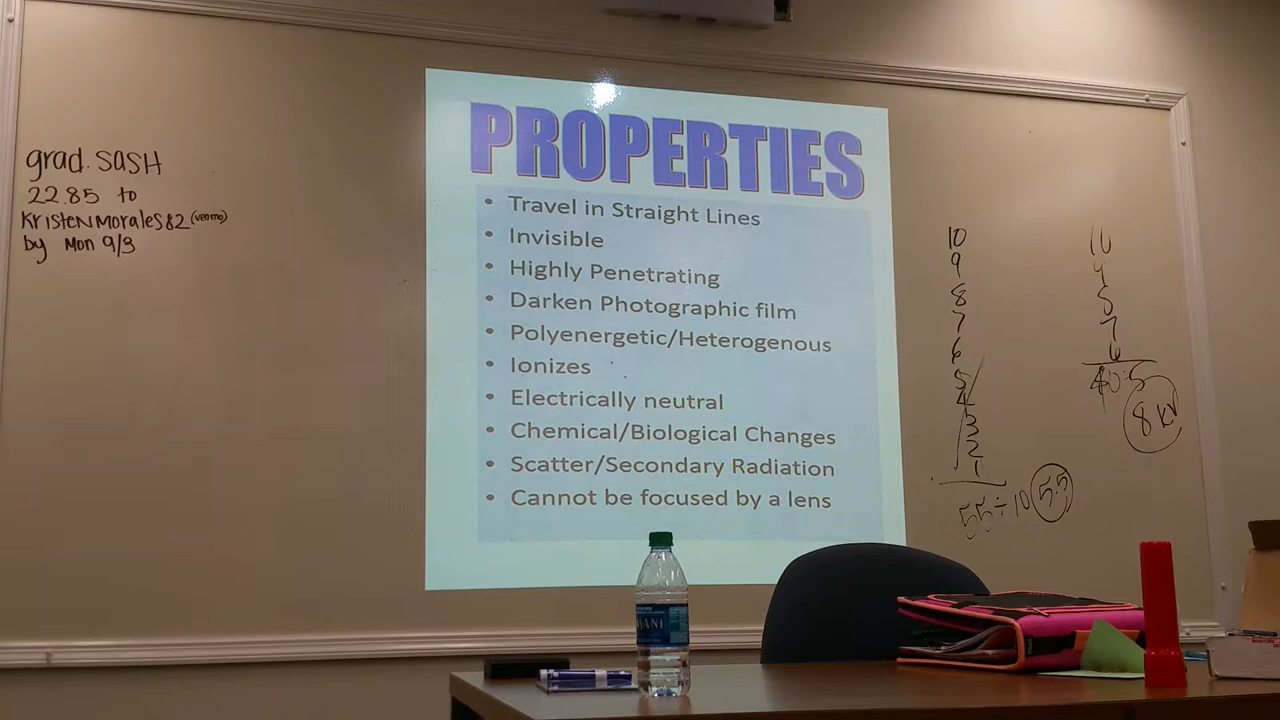 grad. SASH
22.85 to
KristenMorales82 (venmo)
by Mon 9/3
PROPERTIES
• Travel in Straight Lines
• Invisible
• Highly Penetrating
• Darken Photographic film
• Polyenergetic/Heterogenous
• Ionizes
• Electrically neutral
• Chemical/Biological Changes
• Scatter/Secondary Radiation
• Cannot be focused by a lens
10
9
8
7
6
5
4
3
2
1
55÷10 5.5
7
6
40÷5
8 kV